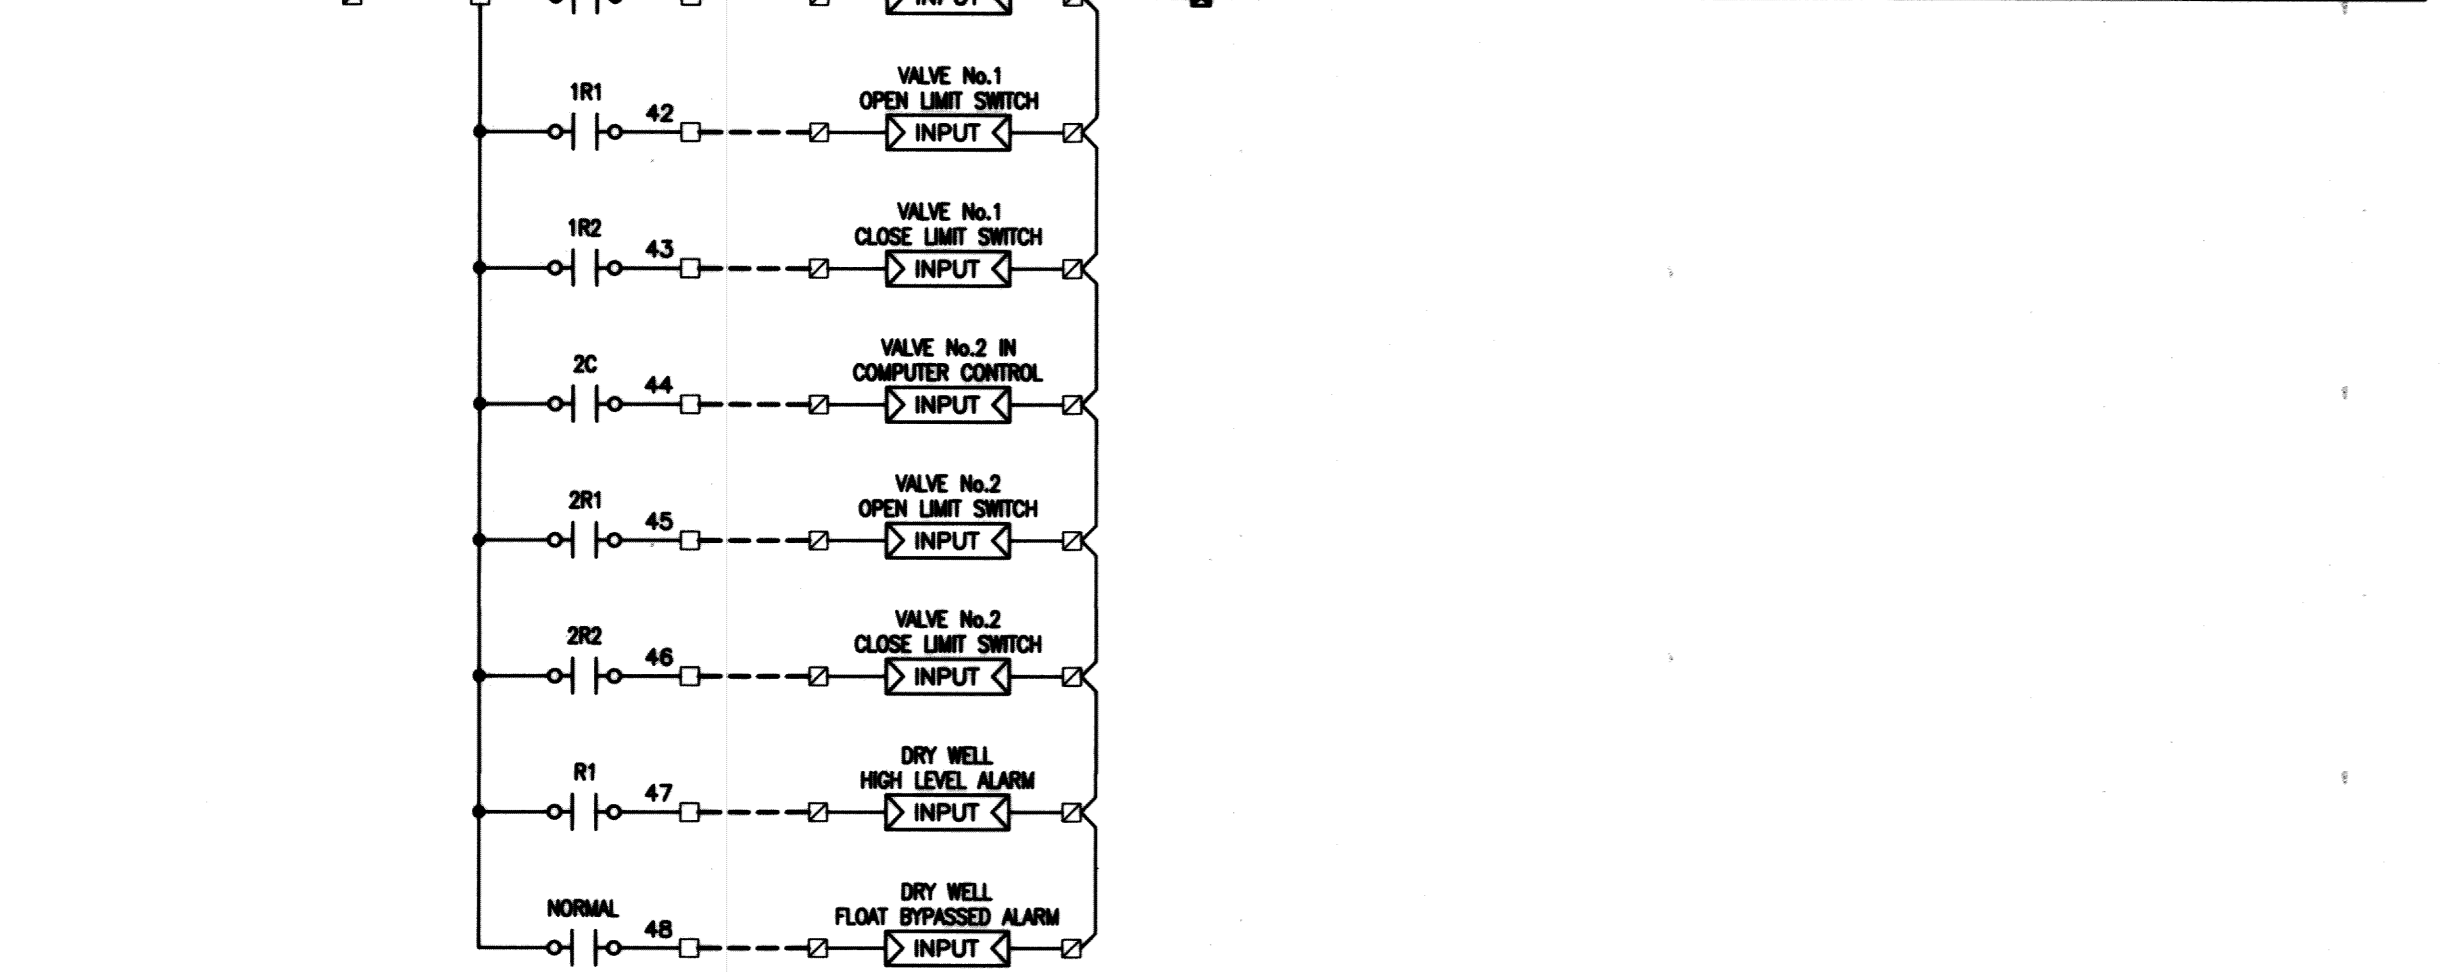 INPUT
VALVE No.1
OPEN LIMIT SWITCH
1R1
42
INPUT
VALVE No.1
CLOSE LIMIT SWITCH
1R2
43
INPUT
VALVE No.2 IN
COMPUTER CONTROL
2C
44
INPUT
VALVE No.2
OPEN LIMIT SWITCH
2R1
45
INPUT
VALVE No.2
CLOSE LIMIT SWITCH
2R2
46
INPUT
DRY WELL
HIGH LEVEL ALARM
R1
47
INPUT
DRY WELL
FLOAT BYPASSED ALARM
NORMAL
48
INPUT